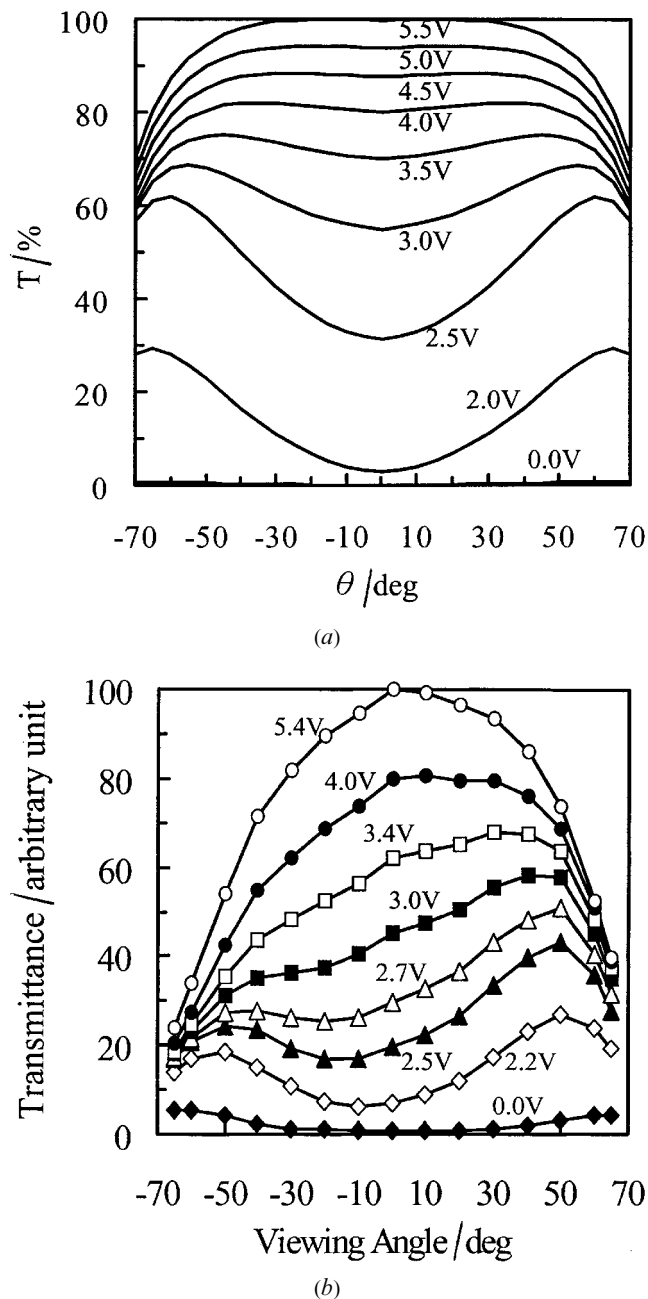 100
80
60
40
20
0
T /%
5.5V
5.0V
4.5V
4.0V
3.5V
3.0V
2.5V
2.0V
0.0V
-70 -50 -30 -10 10 30 50 70
θ /deg
(a)
100
80
60
40
20
0
Transmittance / arbitrary unit
5.4V
4.0V
3.4V
3.0V
2.7V
2.5V
2.2V
0.0V
-70 -50 -30 -10 10 30 50 70
Viewing Angle /deg
(b)